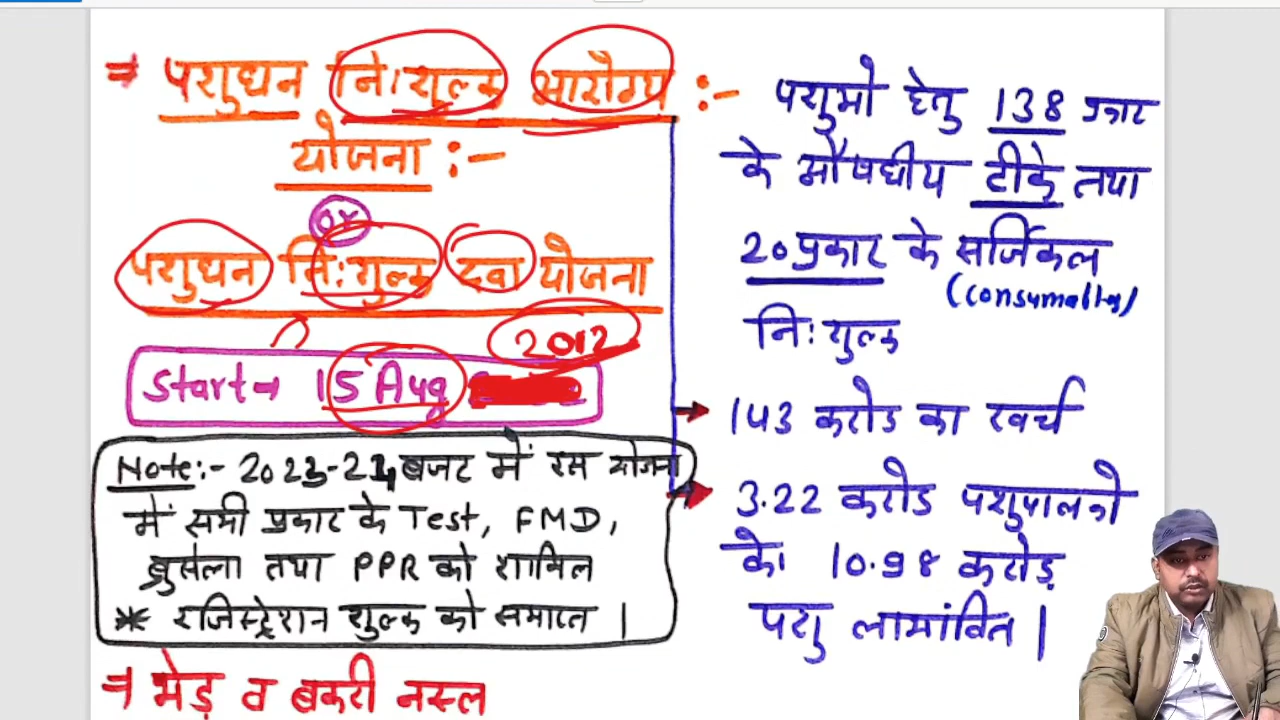 ⇒ पशुधन निःशुल्क आरोग्य :-
योजना :-
or
पशुधन निःशुल्क दवा योजना
2012
Start → 15 Aug
Note:- 2023-24 बजट में इस योजना
में सभी प्रकार के Test, FMD,
ब्रुसेला तथा PPR को शामिल
* रजिस्ट्रेशन शुल्क को समाप्त |
⇒ भेड़ व बकरी नस्ल
पशुओ हेतु 138 प्रकार
के औषधीय टीके तथा
20 प्रकार के सर्जिकल
निःशुल्क
→ 143 करोड का खर्च
→ 3.22 करोड पशुपालको
के 10.98 करोड़
पशु लाभांवित |